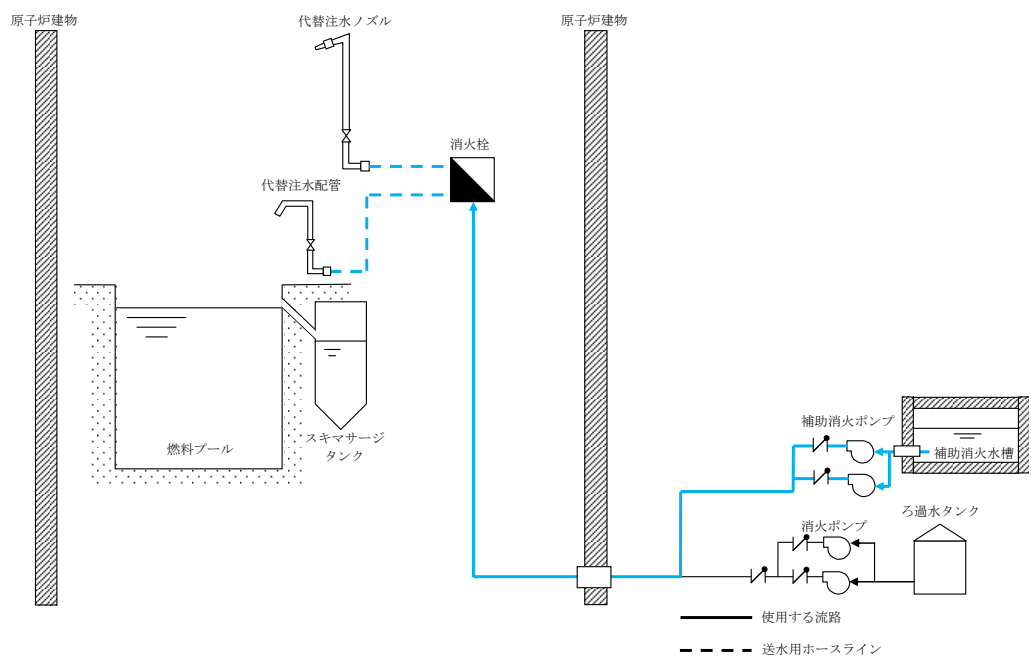 原子炉建物
代替注水ノズル
原子炉建物
消火栓
代替注水配管
補助消火ポンプ
スキマサージ
タンク
燃料プール
補助消火水槽
ろ過水タンク
消火ポンプ
使用する流路
送水用ホースライン